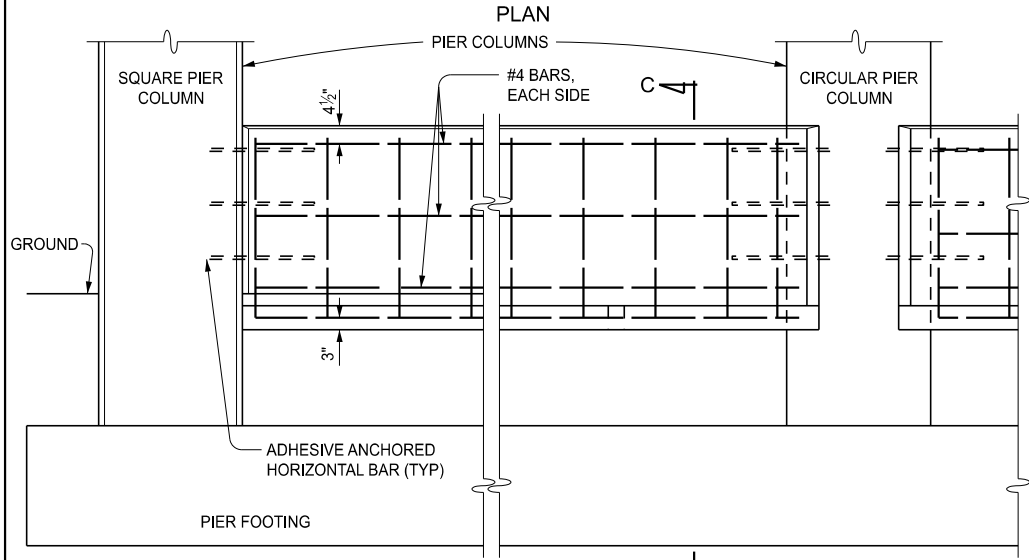 PLAN
PIER COLUMNS
SQUARE PIER
COLUMN
#4 BARS,
EACH SIDE
C
CIRCULAR PIER
COLUMN
4½"
GROUND
3"
ADHESIVE ANCHORED
HORIZONTAL BAR (TYP)
PIER FOOTING